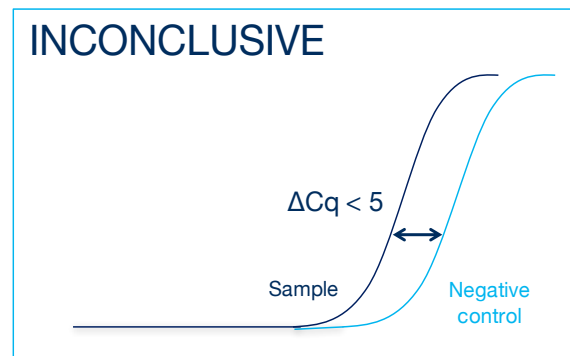 INCONCLUSIVE
ΔCq < 5
Sample
Negative
control